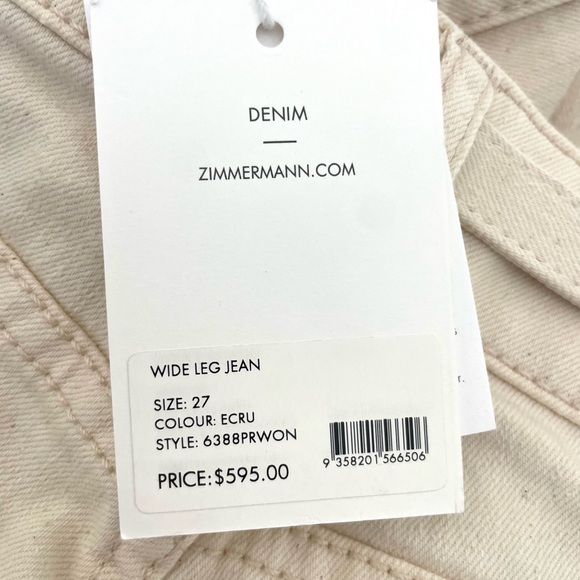 DENIM
ZIMMERMANN.COM
WIDE LEG JEAN
SIZE: 27
COLOUR: ECRU
STYLE: 6388PRWON
PRICE: $595.00
9 358201 566506